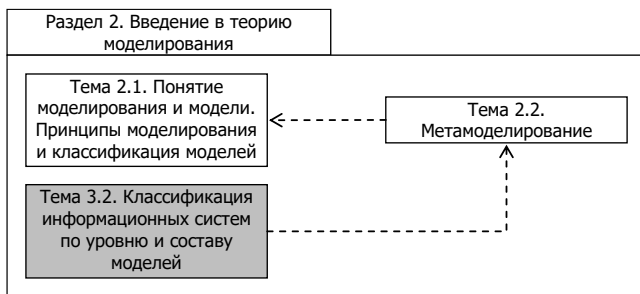 Раздел 2. Введение в теорию
моделирования
Тема 2.1. Понятие
моделирования и модели.
Принципы моделирования
и классификация моделей
Тема 2.2.
Метамоделирование
Тема 3.2. Классификация
информационных систем
по уровню и составу
моделей